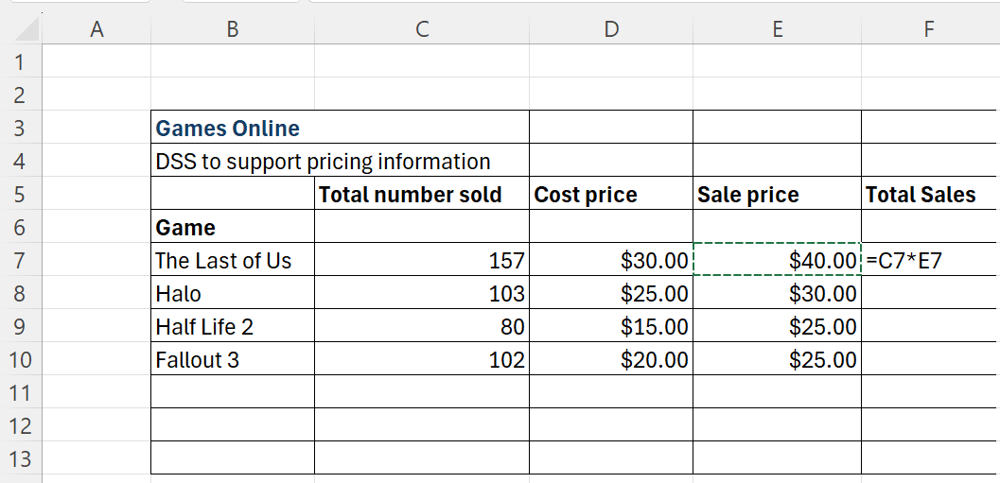 A B C D E F
1
2
3 Games Online
4 DSS to support pricing information
5 Total number sold Cost price Sale price Total Sales
6 Game
7 The Last of Us 157 $30.00 $40.00 =C7*E7
8 Halo 103 $25.00 $30.00
9 Half Life 2 80 $15.00 $25.00
10 Fallout 3 102 $20.00 $25.00
11
12
13